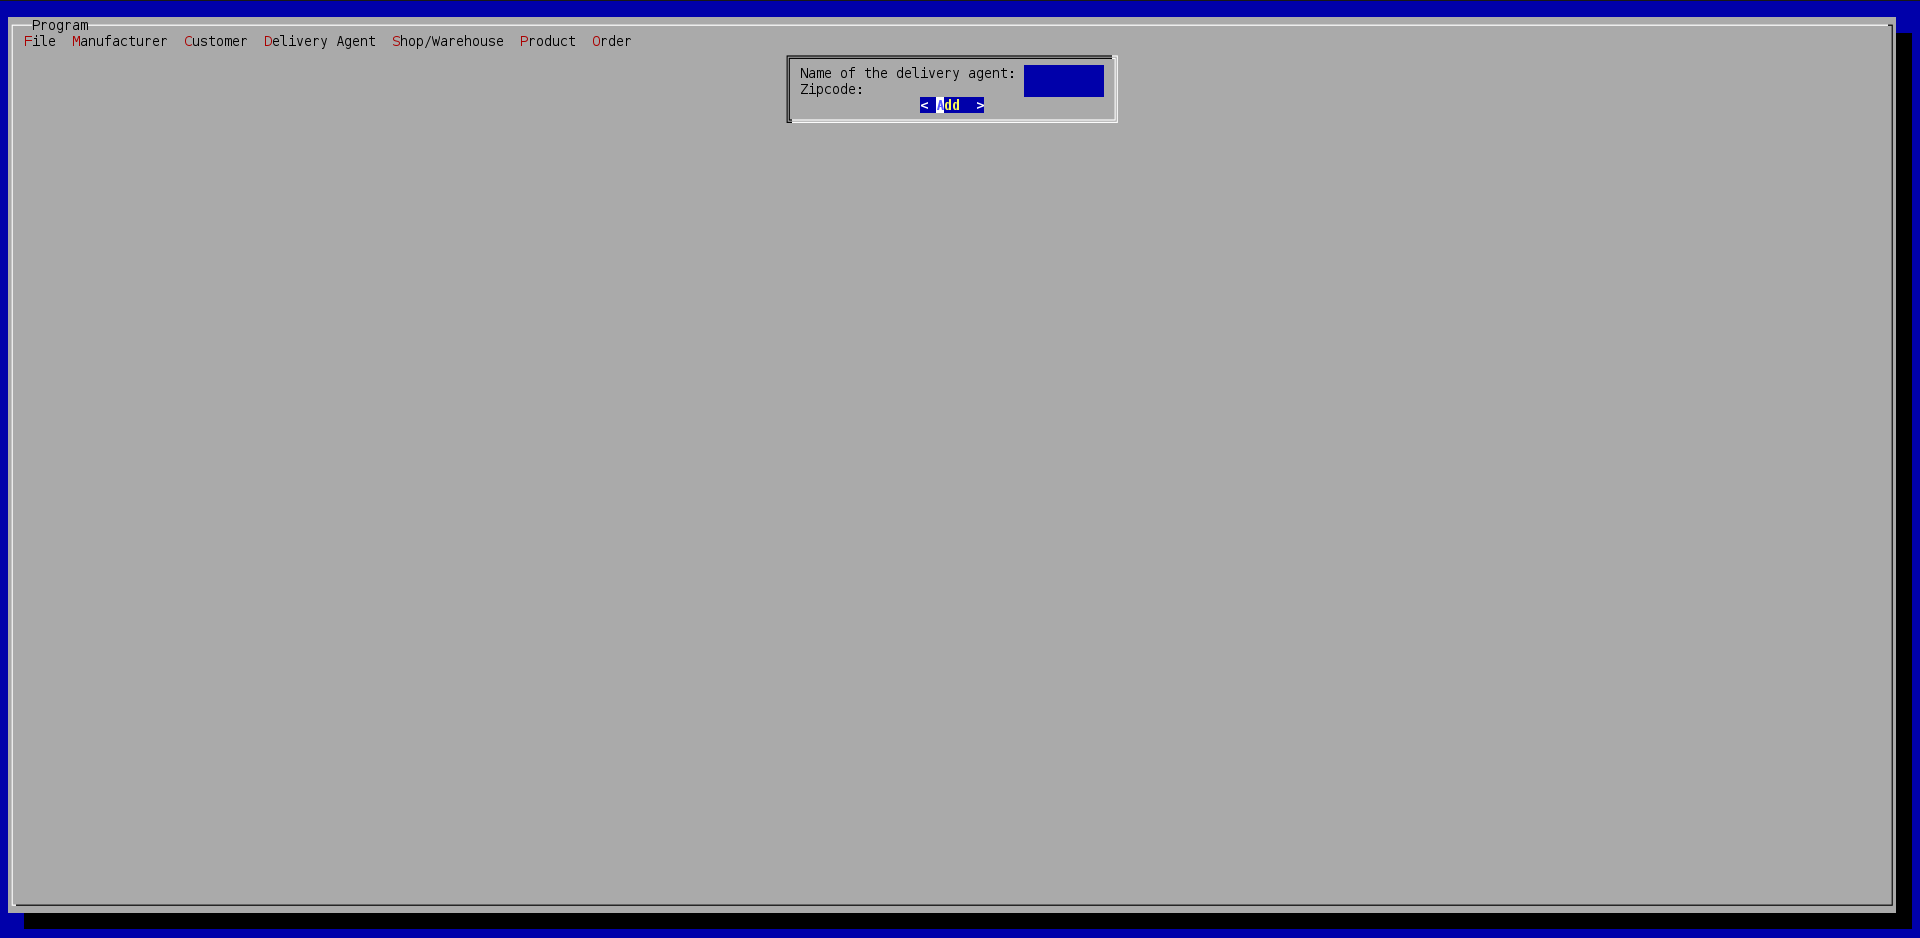 Program
File  Manufacturer  Customer  Delivery Agent  Shop/Warehouse  Product  Order
Name of the delivery agent:
Zipcode:
< Add  >